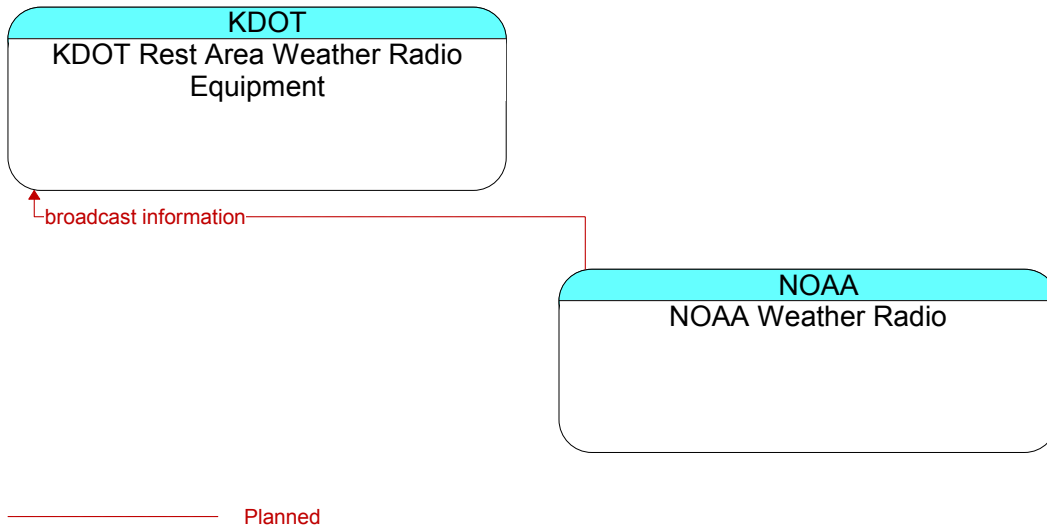 KDOT
KDOT Rest Area Weather Radio
Equipment
broadcast information
NOAA
NOAA Weather Radio
Planned